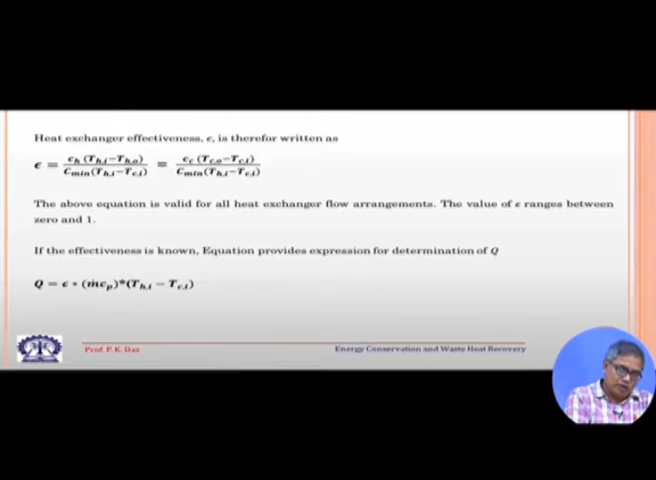 Heat exchanger effectiveness, ϵ, is therefor written as
ϵ = c_h (T_h,i−T_h,o) / C_min(T_h,i−T_c,i) = c_c (T_c,o−T_c,i) / C_min(T_h,i−T_c,i)
The above equation is valid for all heat exchanger flow arrangements. The value of ϵ ranges between
zero and 1.
If the effectiveness is known, Equation provides expression for determination of Q
Q = ϵ * (ṁc_p)*(T_h,i − T_c,i)
Prof. P. K. Das
Energy Conservation and Waste Heat Recovery